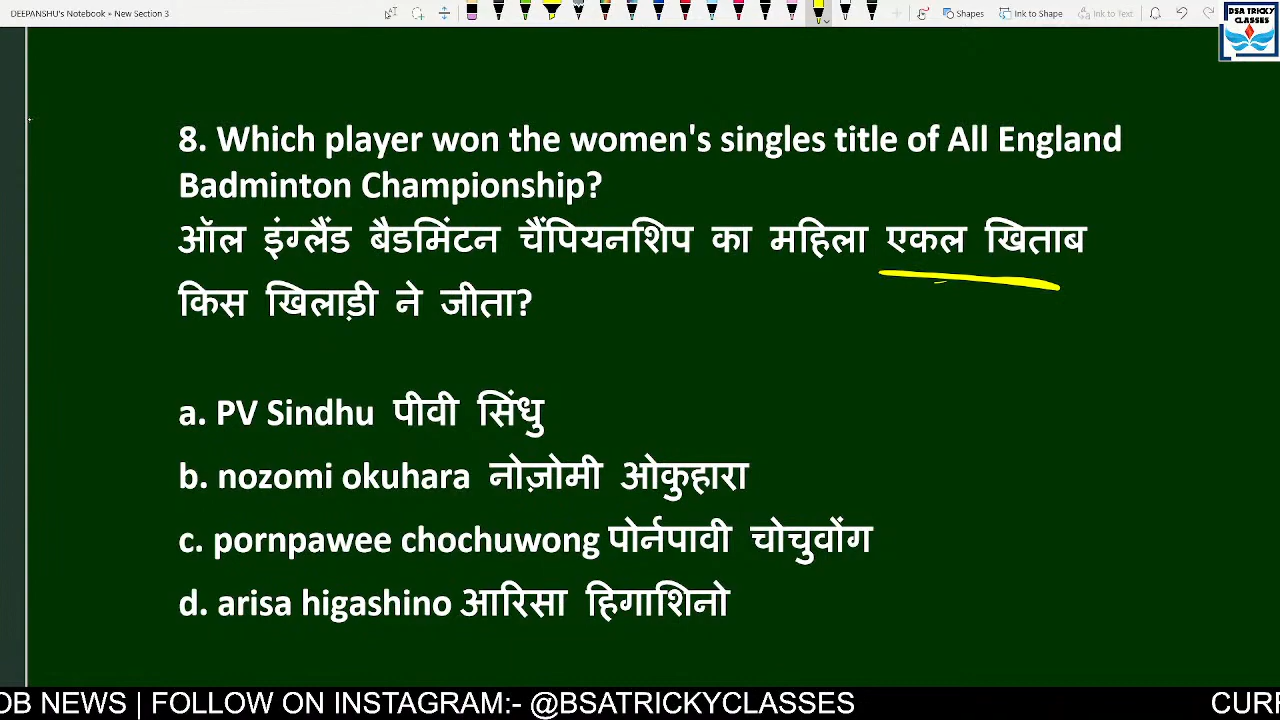 DEEPANSHU's Notebook » New Section 3
Shapes
Ink to Shape
Ink to Text
BSA TRICKY
CLASSES
8. Which player won the women's singles title of All England
Badminton Championship?
ऑल इंग्लैंड बैडमिंटन चैंपियनशिप का महिला एकल खिताब
किस खिलाड़ी ने जीता?
a. PV Sindhu पीवी सिंधु
b. nozomi okuhara नोज़ोमी ओकुहारा
c. pornpawee chochuwong पोर्नपावी चोचुवोंग
d. arisa higashino आरिसा हिगाशिनो
OB NEWS | FOLLOW ON INSTAGRAM:- @BSATRICKYCLASSES CURR